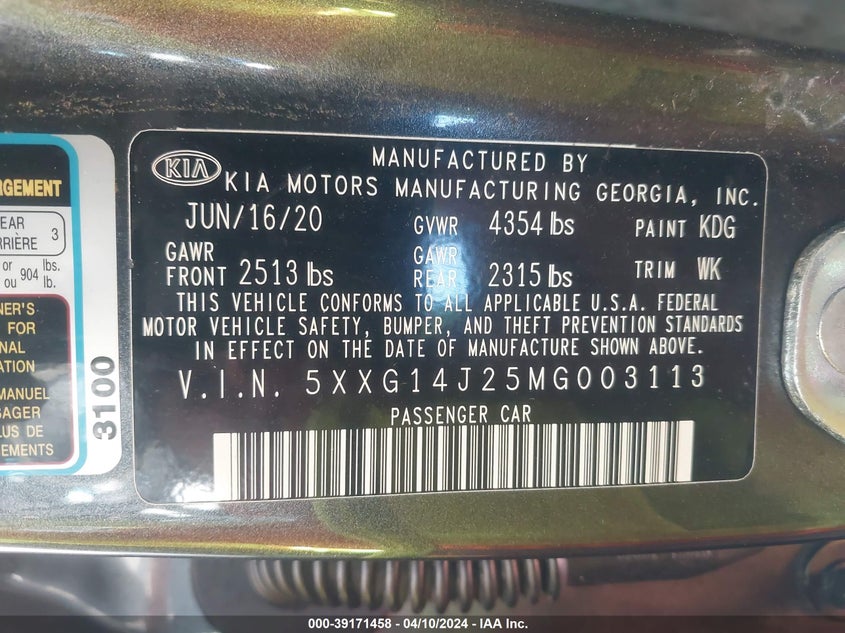 MANUFACTURED BY
KIA
KIA MOTORS MANUFACTURING GEORGIA, INC.
JUN/16/20 GVWR 4354 lbs PAINT KDG
GAWR FRONT 2513 lbs GAWR REAR 2315 lbs TRIM WK
THIS VEHICLE CONFORMS TO ALL APPLICABLE U.S.A. FEDERAL
MOTOR VEHICLE SAFETY, BUMPER, AND THEFT PREVENTION STANDARDS
IN EFFECT ON THE DATE OF MANUFACTURE SHOWN ABOVE.
V.I.N. 5XXG14J25MG003113
PASSENGER CAR
RGEMENT
EAR
RRIÈRE 3
or 904 lbs.
ou lb.
NER'S
FOR
NAL
ATION
MANUEL
SAGER
LUS DE
EMENTS
3100
000-39171458 - 04/10/2024 - IAA Inc.